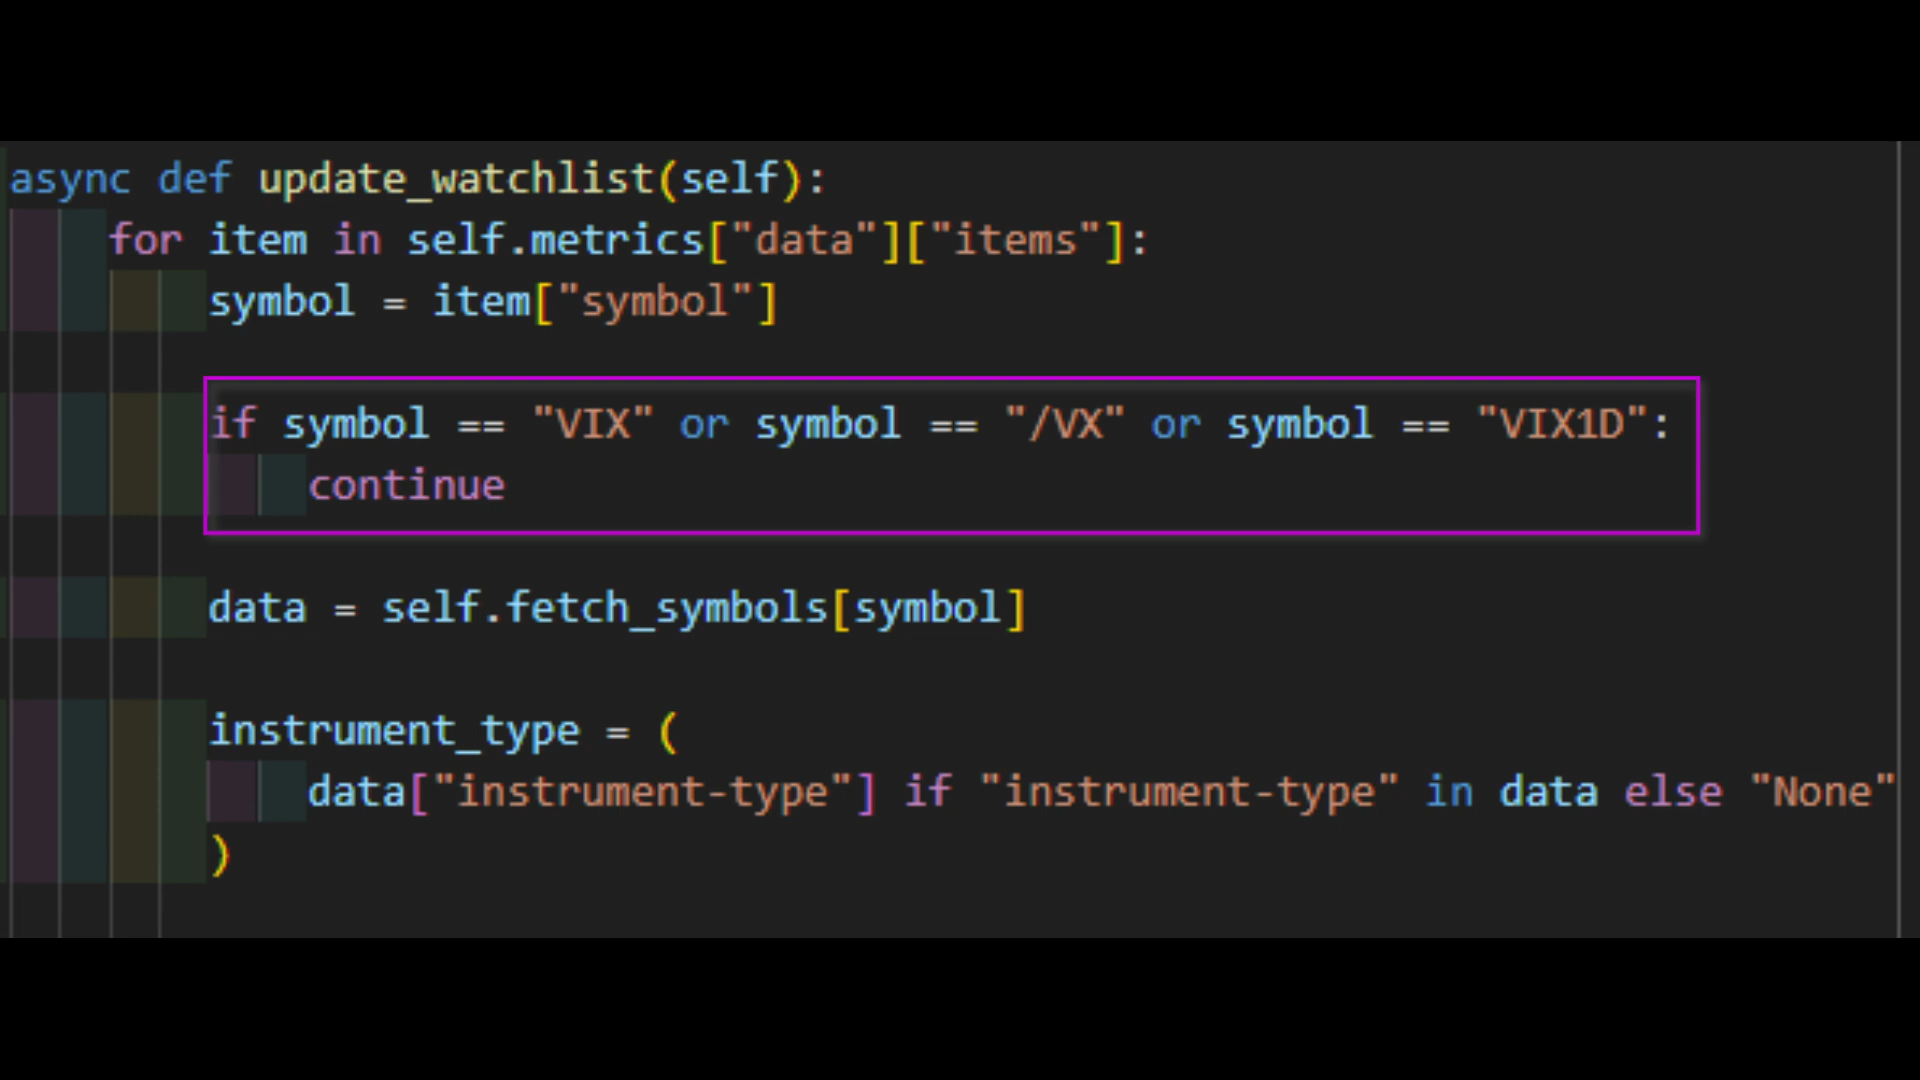 async def update_watchlist(self):
for item in self.metrics["data"]["items"]:
symbol = item["symbol"]
if symbol == "VIX" or symbol == "/VX" or symbol == "VIX1D":
continue
data = self.fetch_symbols[symbol]
instrument_type = (
data["instrument-type"] if "instrument-type" in data else "None"
)